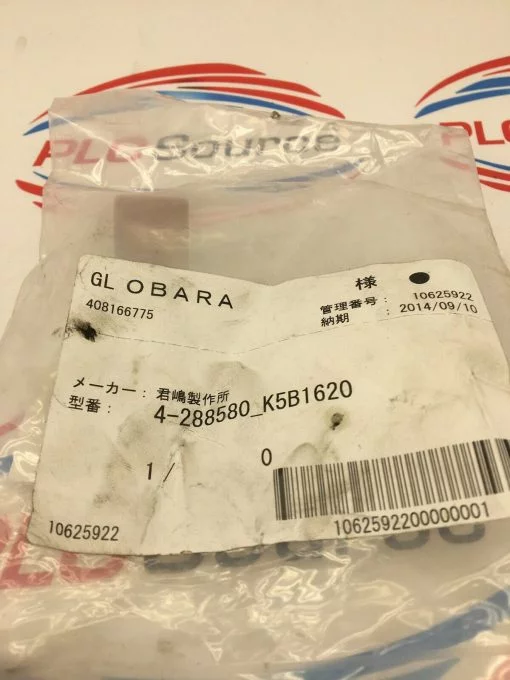 PLC Source
GL OBARA 様
408166775
管理番号: 10625922
納期 : 2014/09/10
メーカー: 君嶋製作所
型番: 4-288580_K5B1620
1/ 0
10625922
1062592200000001